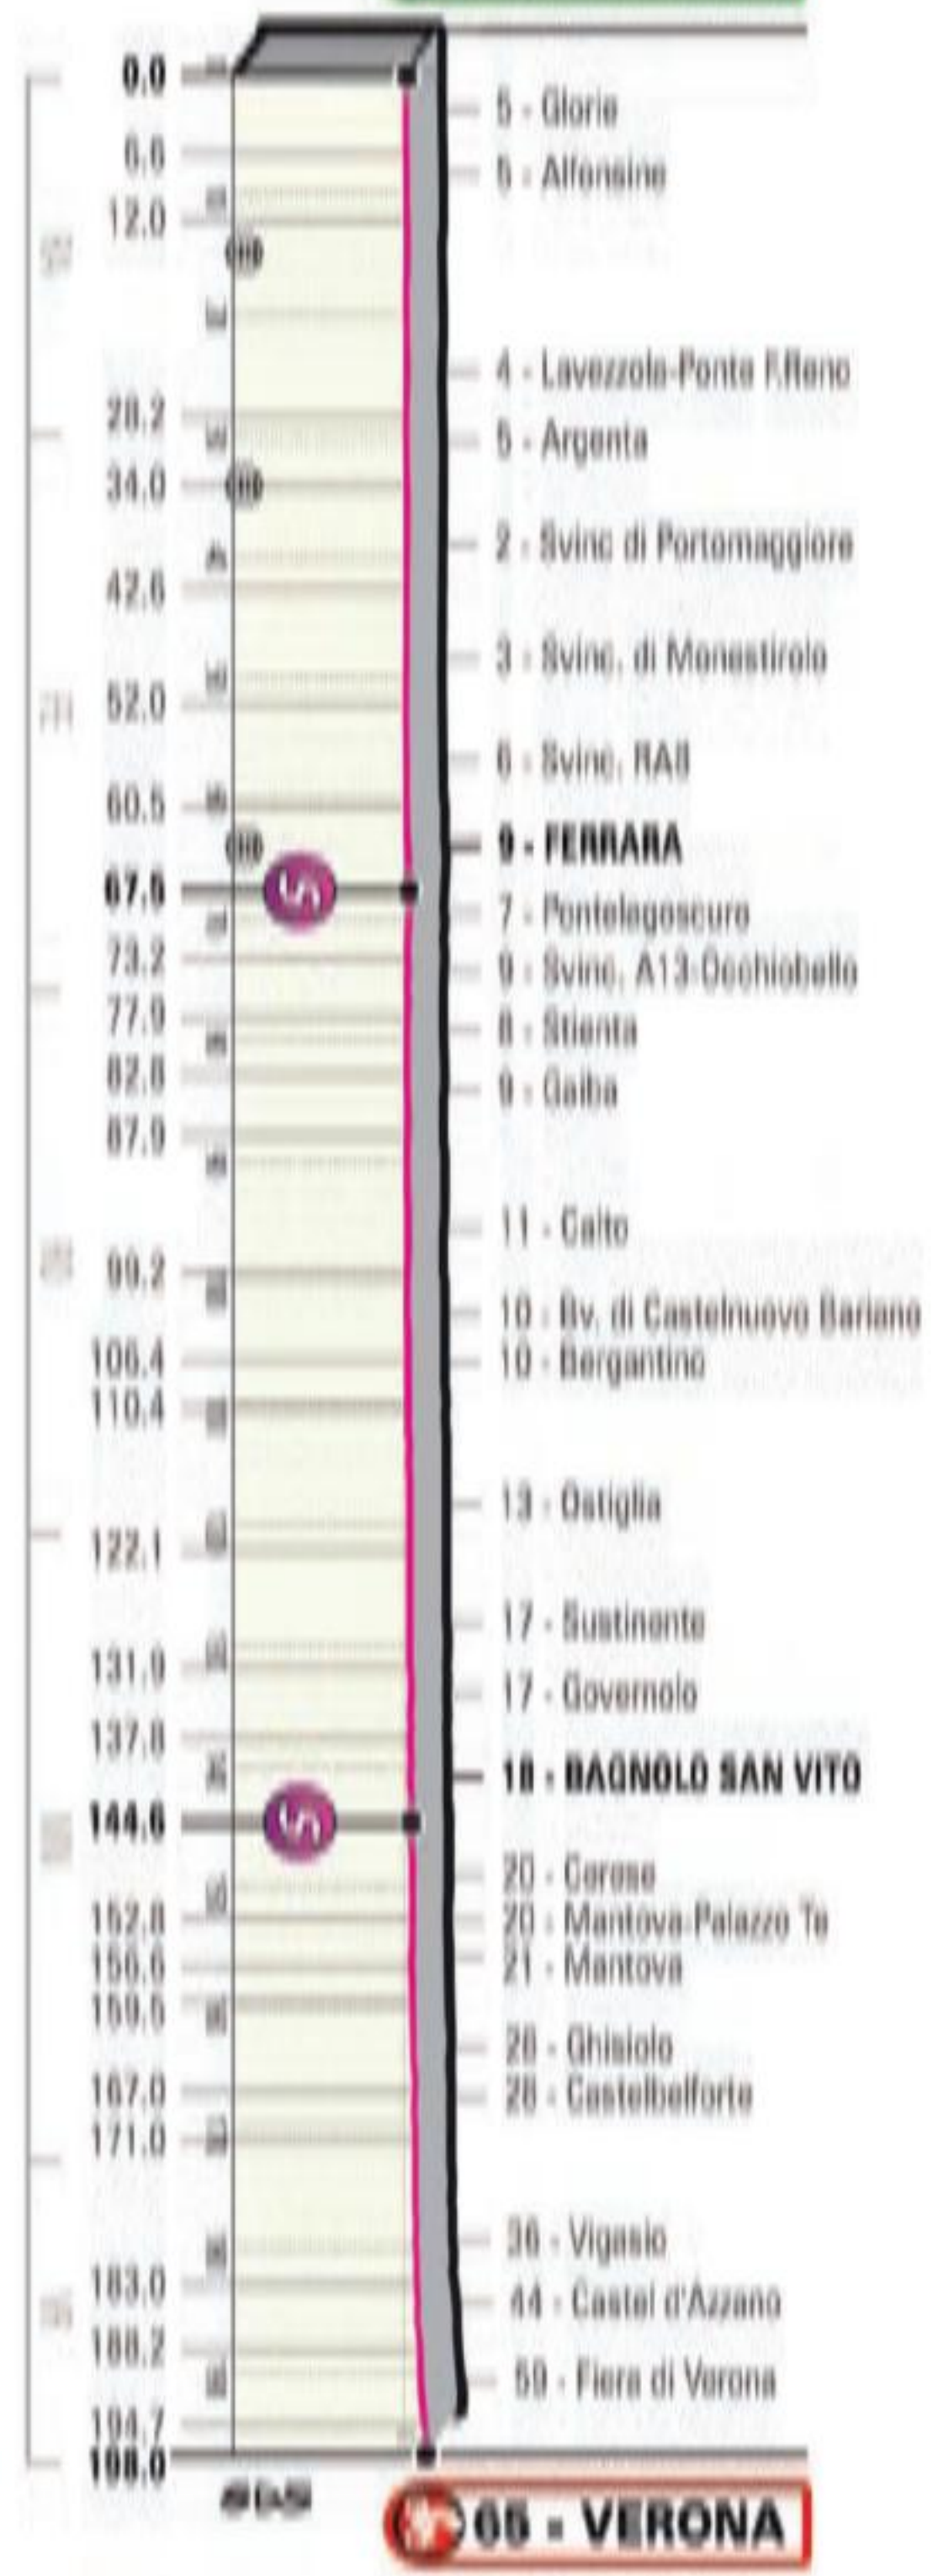 0.0
6.6
12.0
28.2
34.0
42.6
52.0
60.5
73.2
77.9
82.8
87.9
99.2
106.4
110.4
122.1
131.9
137.8
144.6
152.8
156.6
159.5
167.0
171.0
183.0
188.2
194.7
198.0
5 - Glorie
5 - Alfonsine
4 - Lavezzola-Ponte F.Reno
5 - Argenta
2 - Svinc di Portomaggiore
3 - Svinc. di Monestirolo
6 - Svinc. RA8
9 - FERRARA
7 - Pontelagoscuro
9 - Svinc. A13-Occhiobello
8 - Stienta
9 - Gaiba
11 - Calto
10 - Bv. di Castelnuovo Bariano
10 - Bergantino
13 - Ostiglia
17 - Sustinente
17 - Governolo
18 - BAGNOLO SAN VITO
20 - Cerese
20 - Mantova-Palazzo Te
21 - Mantova
28 - Ghisiolo
28 - Castelbelforte
36 - Vigasio
44 - Castel d'Azzano
59 - Fiera di Verona
65 - VERONA